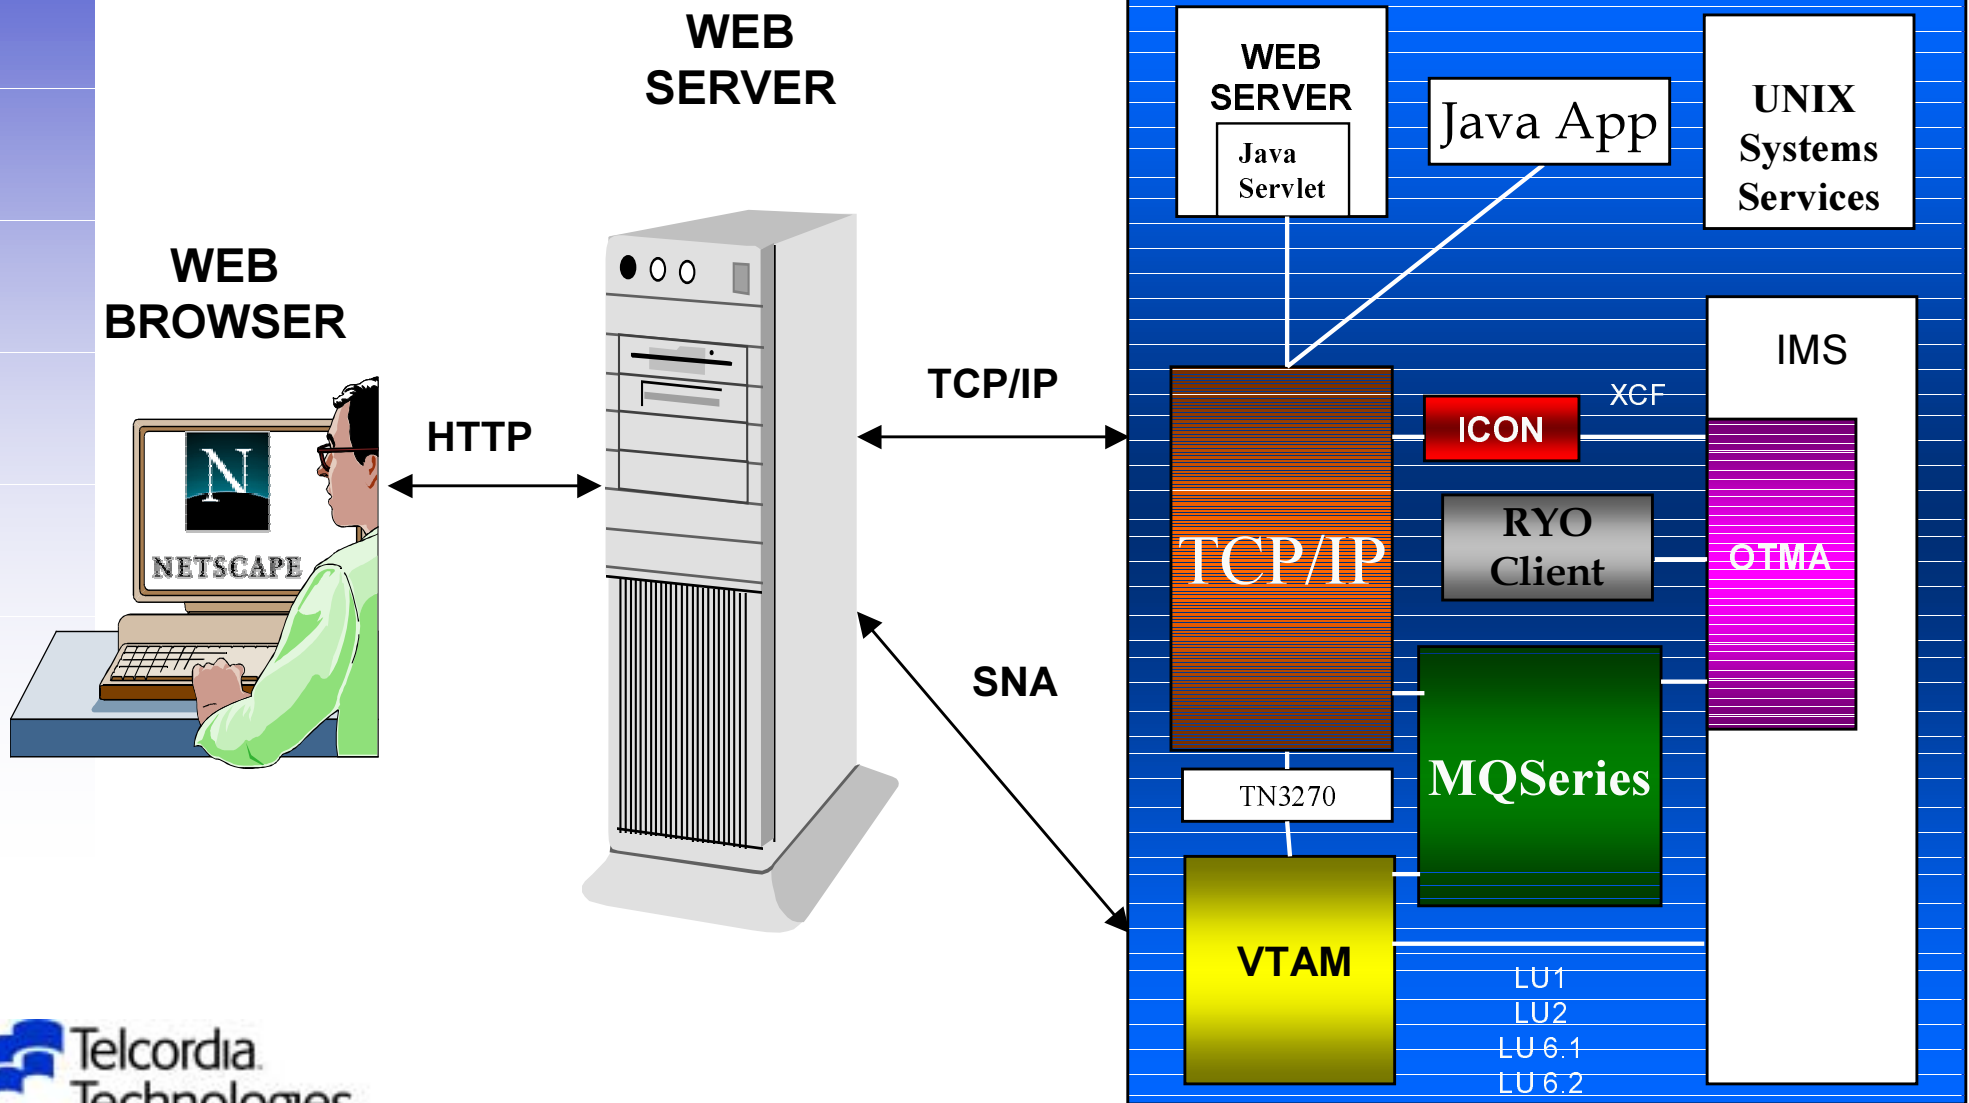 WEB
SERVER
WEB
BROWSER
NETSCAPE
N
HTTP
TCP/IP
SNA
WEB
SERVER
Java
Servlet
Java App
UNIX
Systems
Services
IMS
XCF
ICON
TCP/IP
RYO
Client
OTMA
MQSeries
TN3270
VTAM
LU1
LU2
LU 6.1
LU 6.2
Telcordia
Technologies